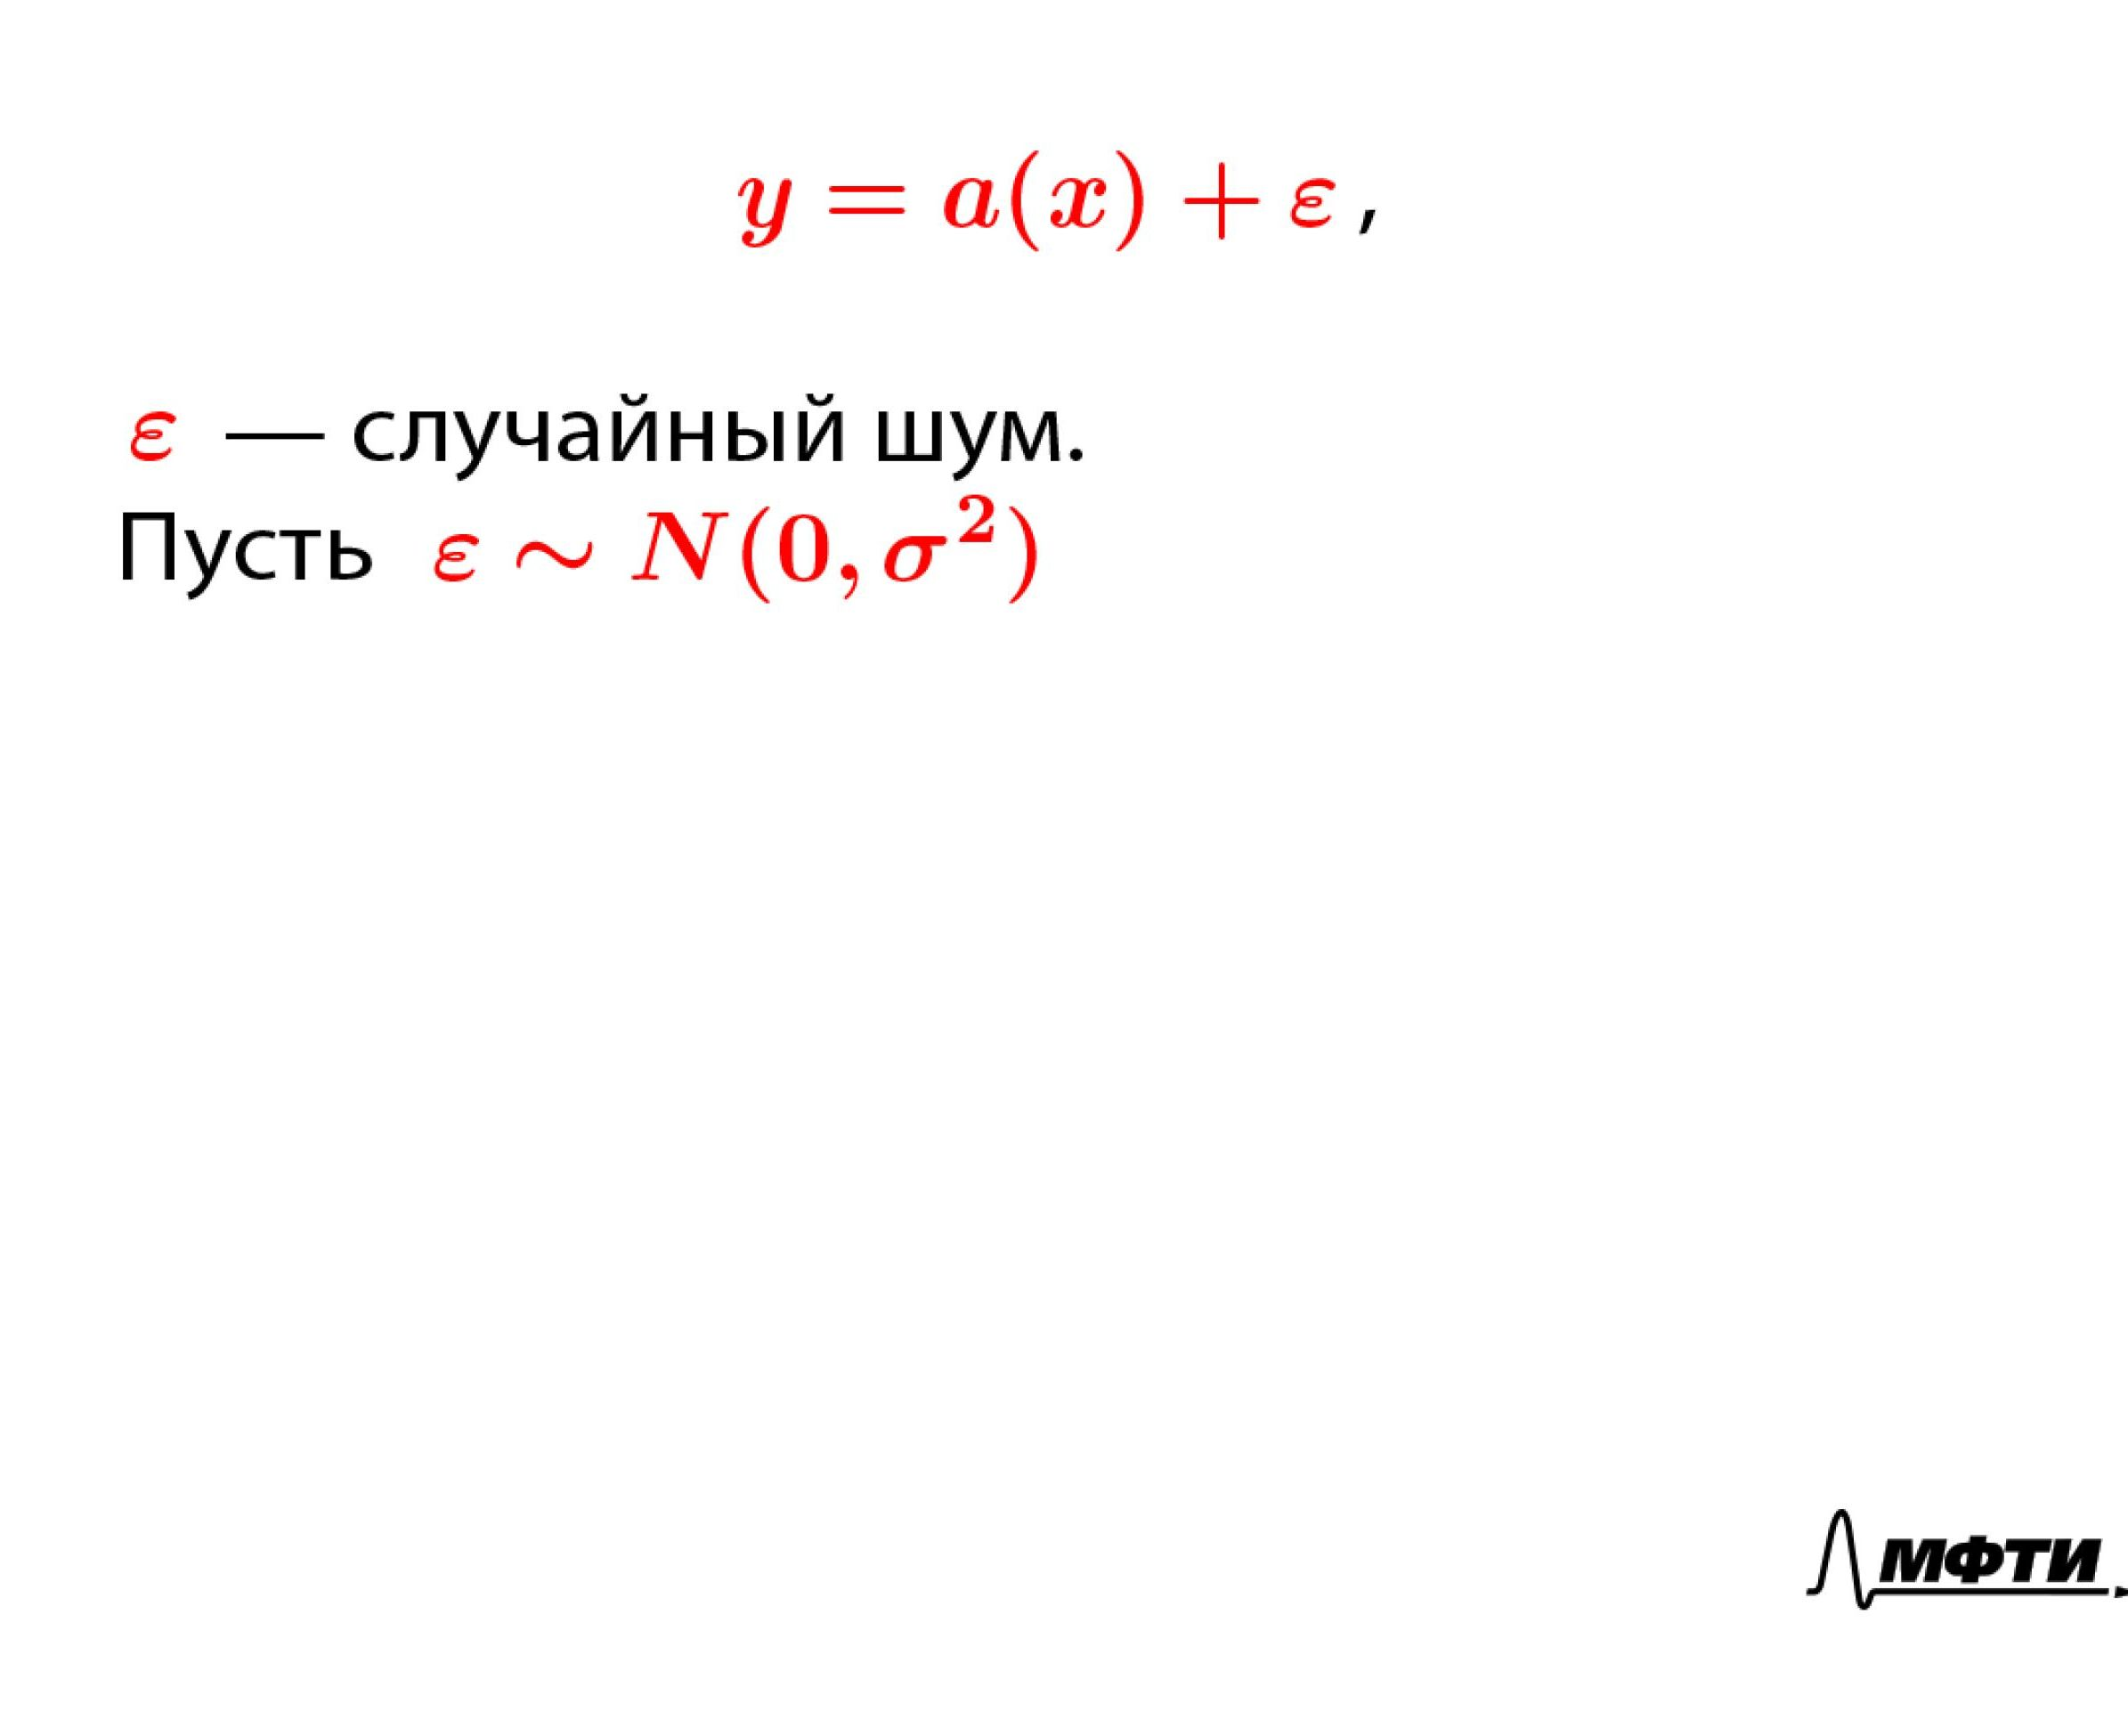 y = a(x) + ε ,
ε — случайный шум.
Пусть ε ∼ N(0, σ²)
МФТИ